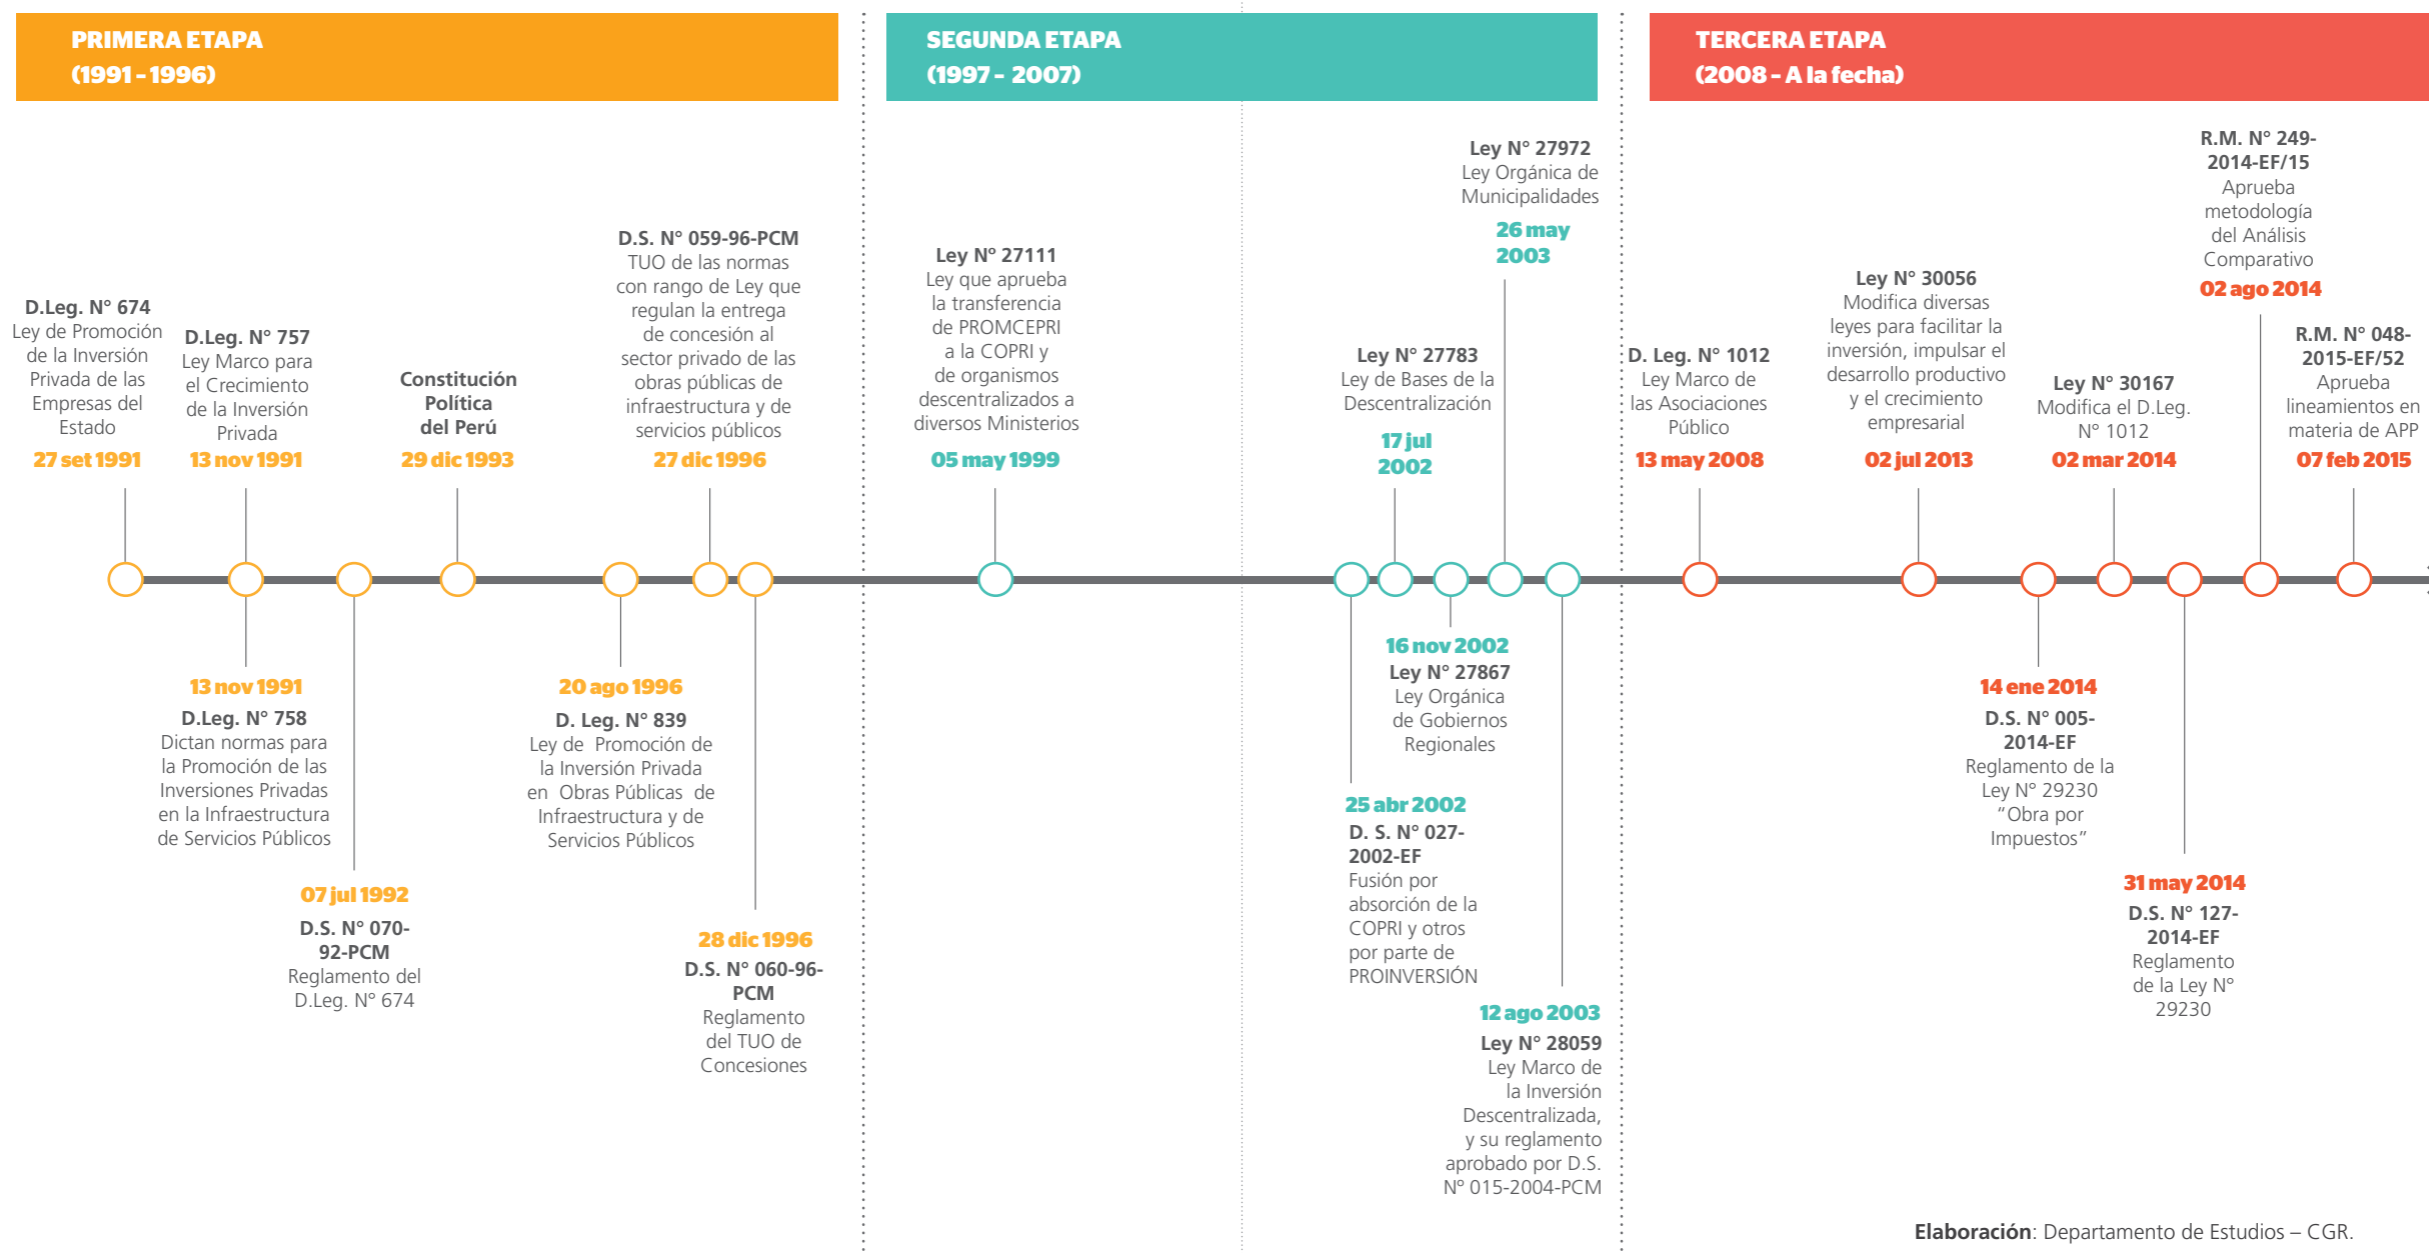 PRIMERA ETAPA
(1991 - 1996)
SEGUNDA ETAPA
(1997 - 2007)
TERCERA ETAPA
(2008 - A la fecha)
D.Leg. N° 674
Ley de Promoción
de la Inversión
Privada de las
Empresas del
Estado
27 set 1991
D.Leg. N° 757
Ley Marco para
el Crecimiento
de la Inversión
Privada
13 nov 1991
Constitución
Política
del Perú
29 dic 1993
D.S. N° 059-96-PCM
TUO de las normas
con rango de Ley que
regulan la entrega
de concesión al
sector privado de las
obras públicas de
infraestructura y de
servicios públicos
27 dic 1996
Ley N° 27111
Ley que aprueba
la transferencia
de PROMCEPRI
a la COPRI y
de organismos
descentralizados a
diversos Ministerios
05 may 1999
Ley N° 27783
Ley de Bases de la
Descentralización
17 jul
2002
Ley N° 27972
Ley Orgánica de
Municipalidades
26 may
2003
D. Leg. N° 1012
Ley Marco de
las Asociaciones
Público
13 may 2008
Ley N° 30056
Modifica diversas
leyes para facilitar la
inversión, impulsar el
desarrollo productivo
y el crecimiento
empresarial
02 jul 2013
Ley N° 30167
Modifica el D.Leg.
N° 1012
02 mar 2014
R.M. N° 249-
2014-EF/15
Aprueba
metodología
del Análisis
Comparativo
02 ago 2014
R.M. N° 048-
2015-EF/52
Aprueba
lineamientos en
materia de APP
07 feb 2015
13 nov 1991
D.Leg. N° 758
Dictan normas para
la Promoción de las
Inversiones Privadas
en la Infraestructura
de Servicios Públicos
07 jul 1992
D.S. N° 070-
92-PCM
Reglamento del
D.Leg. N° 674
20 ago 1996
D. Leg. N° 839
Ley de Promoción de
la Inversión Privada
en Obras Públicas de
Infraestructura y de
Servicios Públicos
28 dic 1996
D.S. N° 060-96-
PCM
Reglamento
del TUO de
Concesiones
25 abr 2002
D. S. N° 027-
2002-EF
Fusión por
absorción de la
COPRI y otros
por parte de
PROINVERSIÓN
16 nov 2002
Ley N° 27867
Ley Orgánica
de Gobiernos
Regionales
12 ago 2003
Ley N° 28059
Ley Marco de
la Inversión
Descentralizada,
y su reglamento
aprobado por D.S.
Nº 015-2004-PCM
14 ene 2014
D.S. N° 005-
2014-EF
Reglamento de la
Ley N° 29230
“Obra por
Impuestos”
31 may 2014
D.S. N° 127-
2014-EF
Reglamento
de la Ley N°
29230
Elaboración: Departamento de Estudios – CGR.